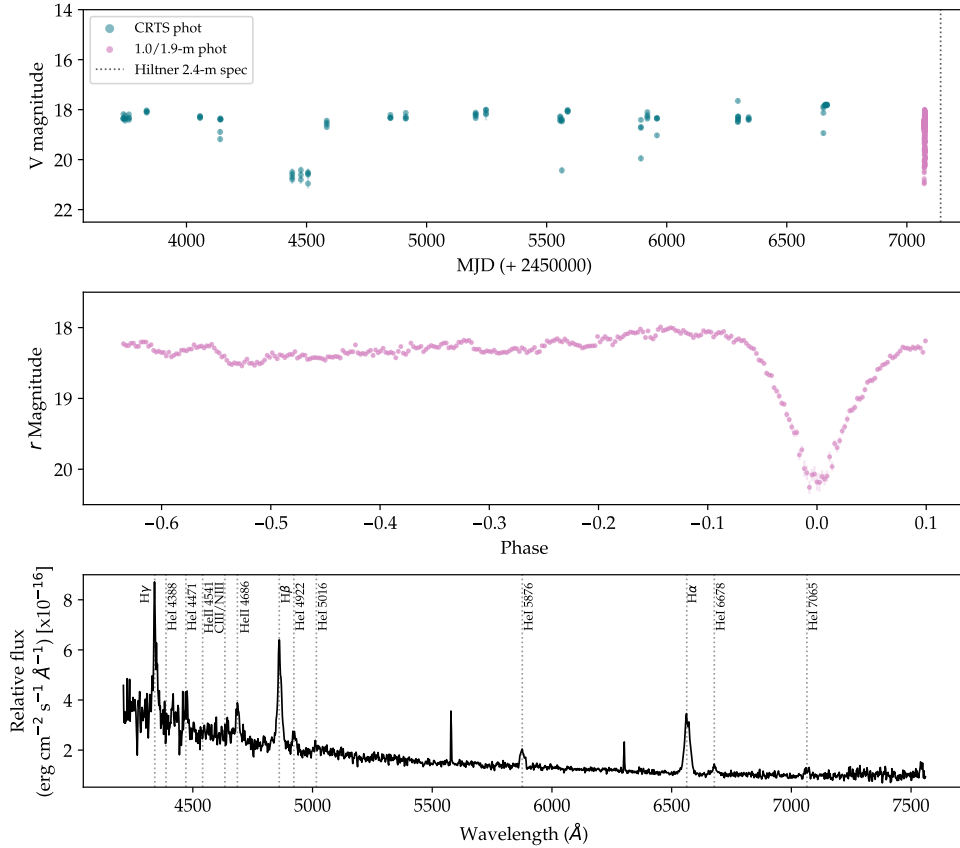 14
16
18
20
22
V magnitude
CRTS phot
1.0/1.9-m phot
Hiltner 2.4-m spec
4000 4500 5000 5500 6000 6500 7000
MJD (+ 2450000)
18
19
20
r Magnitude
−0.6 −0.5 −0.4 −0.3 −0.2 −0.1 0.0 0.1
Phase
8
6
4
2
Relative flux
(erg cm⁻² s⁻¹ Å⁻¹) [x10⁻¹⁶]
Hγ
HeI 4388
HeI 4471
HeII 4541
CIII/NIII
HeII 4686
Hβ
HeI 4922
HeI 5016
HeI 5876
Hα
HeI 6678
HeI 7065
4500 5000 5500 6000 6500 7000 7500
Wavelength (Å)